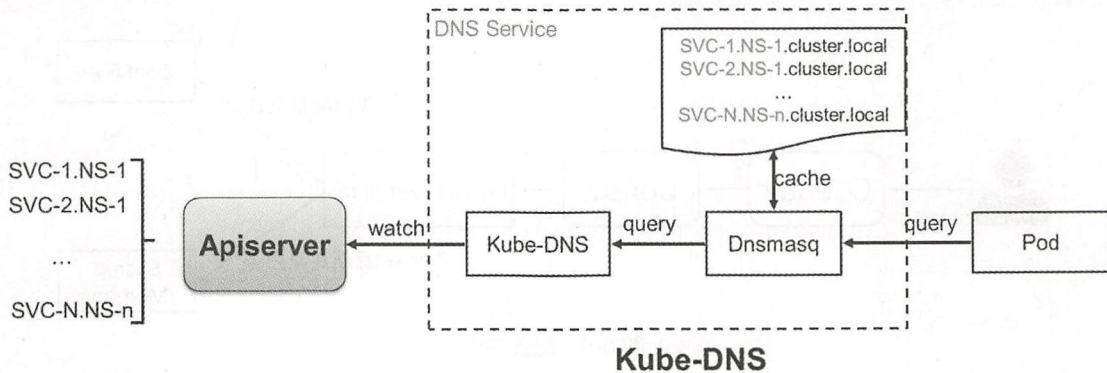 DNS Service
SVC-1.NS-1.cluster.local
SVC-2.NS-1.cluster.local
...
SVC-N.NS-n.cluster.local
cache
SVC-1.NS-1
SVC-2.NS-1
...
SVC-N.NS-n
Apiserver
watch
Kube-DNS
query
Dnsmasq
query
Pod
Kube-DNS